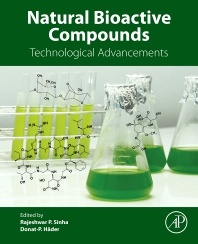 Natural Bioactive
Compounds
Technological Advancements
Edited by
Rajeshwar P. Sinha
Donat-P. Häder